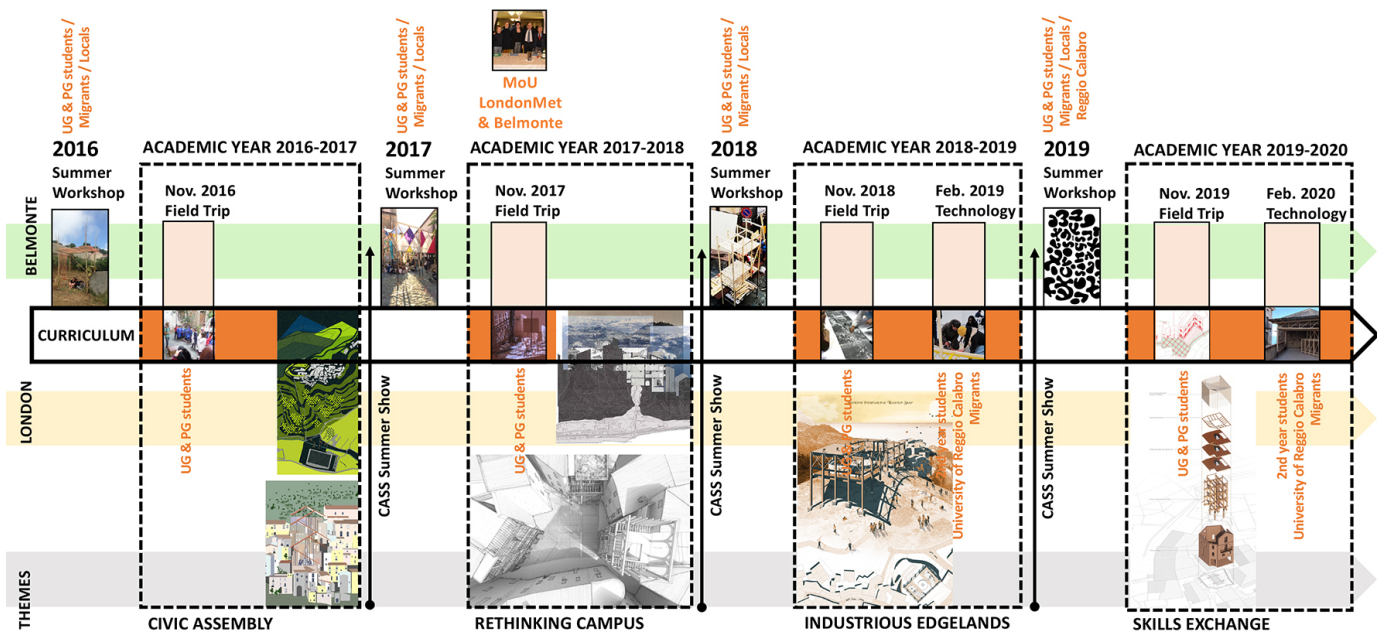 UG & PG students /
Migrants / Locals
2016
Summer
Workshop
ACADEMIC YEAR 2016-2017
Nov. 2016
Field Trip
UG & PG students /
Migrants / Locals
2017
Summer
Workshop
MoU
LondonMet
& Belmonte
ACADEMIC YEAR 2017-2018
Nov. 2017
Field Trip
UG & PG students /
Migrants / Locals
2018
Summer
Workshop
ACADEMIC YEAR 2018-2019
Nov. 2018
Field Trip
Feb. 2019
Technology
UG & PG students /
Migrants / Locals /
Reggio Calabro
2019
Summer
Workshop
ACADEMIC YEAR 2019-2020
Nov. 2019
Field Trip
Feb. 2020
Technology
BELMONTE
CURRICULUM
LONDON
THEMES
UG & PG students
CASS Summer Show
UG & PG students
CASS Summer Show
UG & PG students
year students
University of Reggio Calabro
Migrants
CASS Summer Show
UG & PG students
2nd year students
University of Reggio Calabro
Migrants
CIVIC ASSEMBLY
RETHINKING CAMPUS
INDUSTRIOUS EDGELANDS
SKILLS EXCHANGE